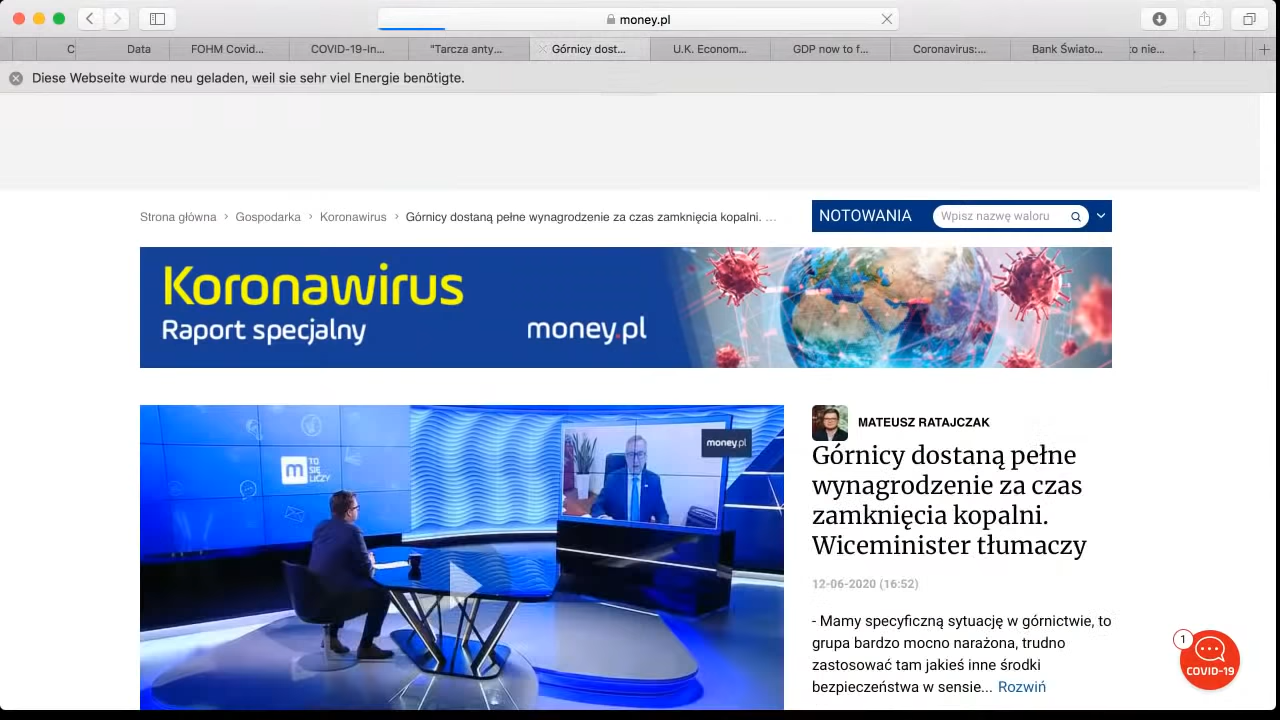 money.pl
C
Data
FOHM Covid...
COVID-19-In...
"Tarcza anty...
Górnicy dost...
U.K. Econom...
GDP now to f...
Coronavirus:...
Bank Świato...
o nie...
Diese Webseite wurde neu geladen, weil sie sehr viel Energie benötigte.
Strona główna › Gospodarka › Koronawirus › Górnicy dostaną pełne wynagrodzenie za czas zamknięcia kopalni. ...
NOTOWANIA
Wpisz nazwę waloru
Koronawirus
Raport specjalny
money.pl
money.pl
m TO
SIĘ
LICZY
MATEUSZ RATAJCZAK
Górnicy dostaną pełne
wynagrodzenie za czas
zamknięcia kopalni.
Wiceminister tłumaczy
12-06-2020 (16:52)
- Mamy specyficzną sytuację w górnictwie, to
grupa bardzo mocno narażona, trudno
zastosować tam jakieś inne środki
bezpieczeństwa w sensie... Rozwiń
1
COVID-19